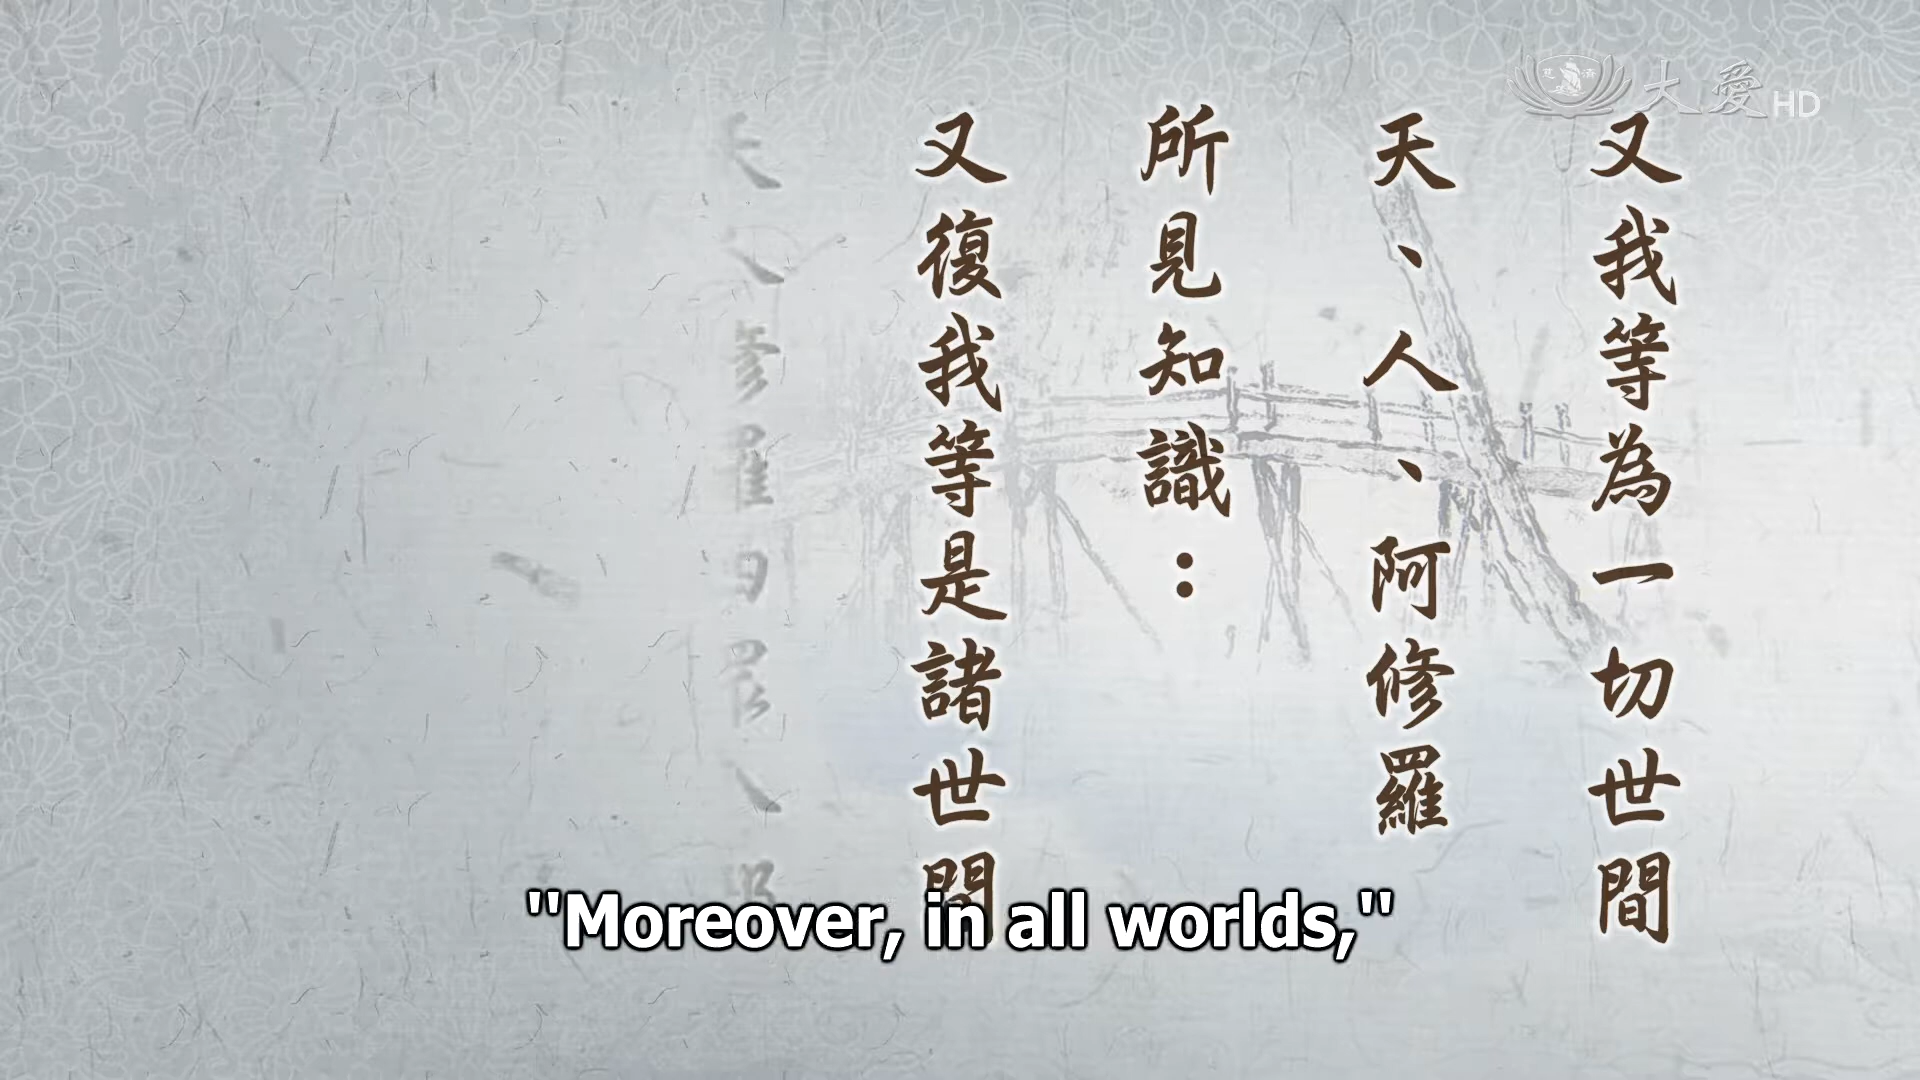 大愛HD
又我等為一切世間
天、人、阿修羅
所見知識：
又復我等是諸世間
"Moreover, in all worlds,"